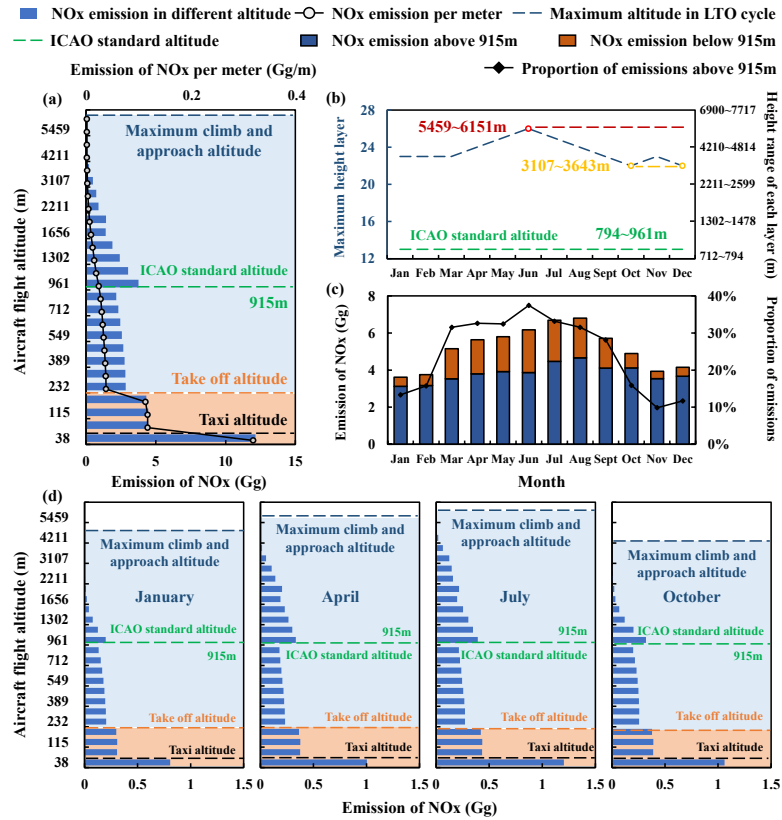 NOx emission in different altitude
NOx emission per meter
Maximum altitude in LTO cycle
ICAO standard altitude
NOx emission above 915m
NOx emission below 915m
Proportion of emissions above 915m
Emission of NOx per meter (Gg/m)
0 0.2 0.4
(a)
Aircraft flight altitude (m)
5459
4211
3107
2211
1656
1302
961
712
549
389
232
115
38
Maximum climb and
approach altitude
ICAO standard altitude
915m
Take off altitude
Taxi altitude
0 5 10 15
Emission of NOx (Gg)
(b)
Maximum height layer
28
24
20
16
12
5459~6151m
3107~3643m
ICAO standard altitude
794~961m
6900~7717
4210~4814
2211~2599
1302~1478
712~794
Height range of
each layer (m)
Jan Feb Mar Apr May Jun Jul Aug Sept Oct Nov Dec
(c)
Emission of NOx (Gg)
8
6
4
2
0
40%
30%
20%
10%
0%
Proportion of emissions
Jan Feb Mar Apr May Jun Jul Aug Sept Oct Nov Dec
Month
(d)
Aircraft flight altitude (m)
5459
4211
3107
2211
1656
1302
961
712
549
389
232
115
38
Maximum climb and
approach altitude
January
ICAO standard altitude
915m
Take off altitude
Taxi altitude
0 0.5 1 1.5
Maximum climb and
approach altitude
April
915m
ICAO standard altitude
Take off altitude
Taxi altitude
0 0.5 1 1.5
Maximum climb and
approach altitude
July
915m
ICAO standard altitude
Take off altitude
Taxi altitude
0 0.5 1 1.5
Maximum climb and
approach altitude
October
ICAO standard altitude
915m
Take off altitude
Taxi altitude
0 0.5 1 1.5
Emission of NOx (Gg)